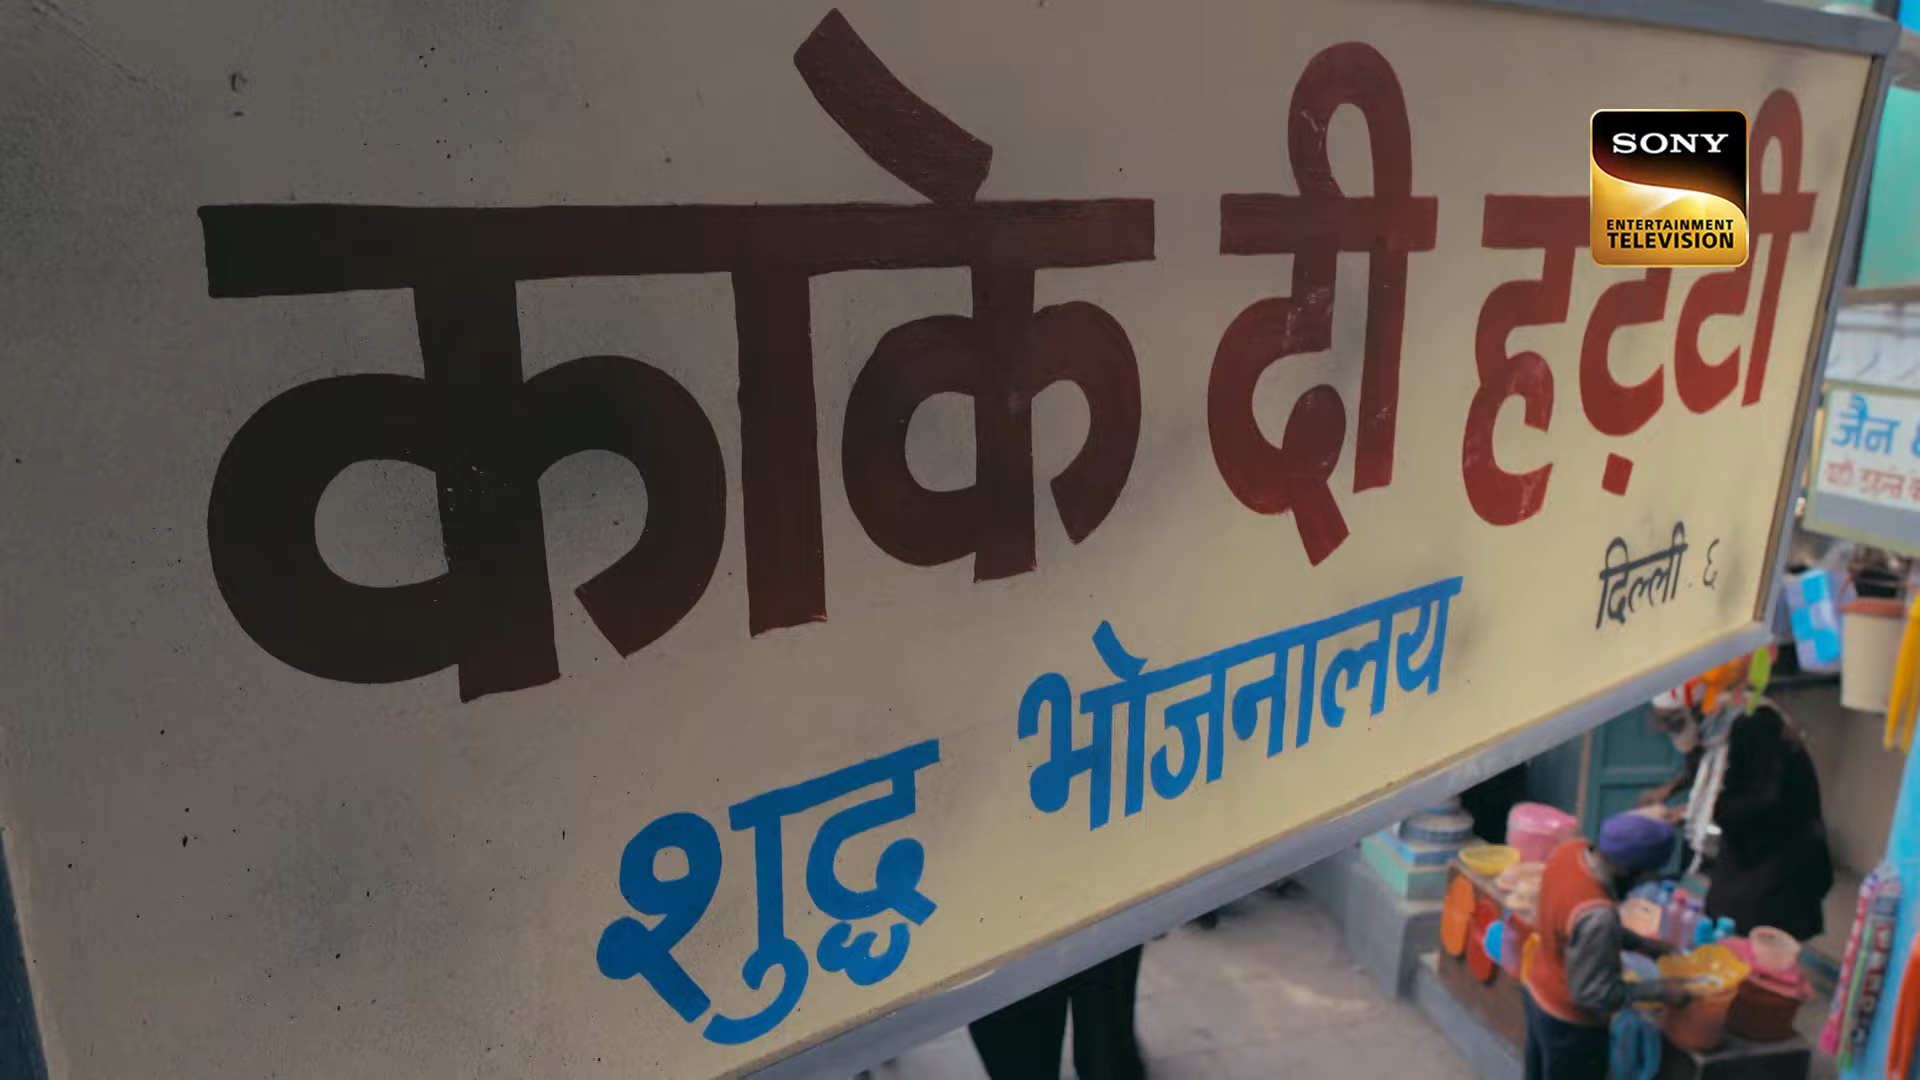 काके दी हट्टी
शुद्ध भोजनालय
दिल्ली . ६
SONY
ENTERTAINMENT
TELEVISION
जैन